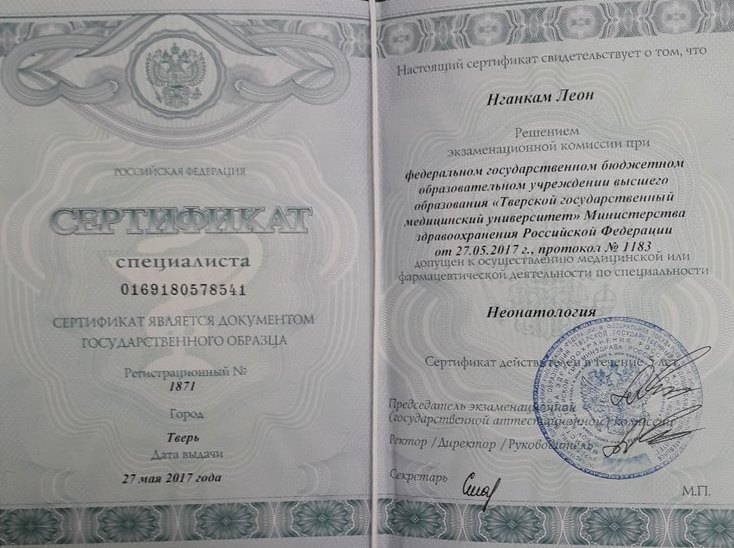 РОССИЙСКАЯ ФЕДЕРАЦИЯ
СЕРТИФИКАТ
специалиста
0169180578541
СЕРТИФИКАТ ЯВЛЯЕТСЯ ДОКУМЕНТОМ
ГОСУДАРСТВЕННОГО ОБРАЗЦА
Регистрационный №
1871
Город
Тверь
Дата выдачи
27 мая 2017 года
Настоящий сертификат свидетельствует о том, что
Нганкам Леон
Решением
экзаменационной комиссии при
федеральном государственном бюджетном
образовательном учреждении высшего
образования «Тверской государственный
медицинский университет» Министерства
здравоохранения Российской Федерации
от 27.05.2017 г., протокол № 1183
допущен к осуществлению медицинской или
фармацевтической деятельности по специальности
Неонатология
Сертификат действителен в течение 5 лет
Председатель экзаменационной
(государственной аттестационной) комиссии
Ректор / Директор / Руководитель
Секретарь
М.П.